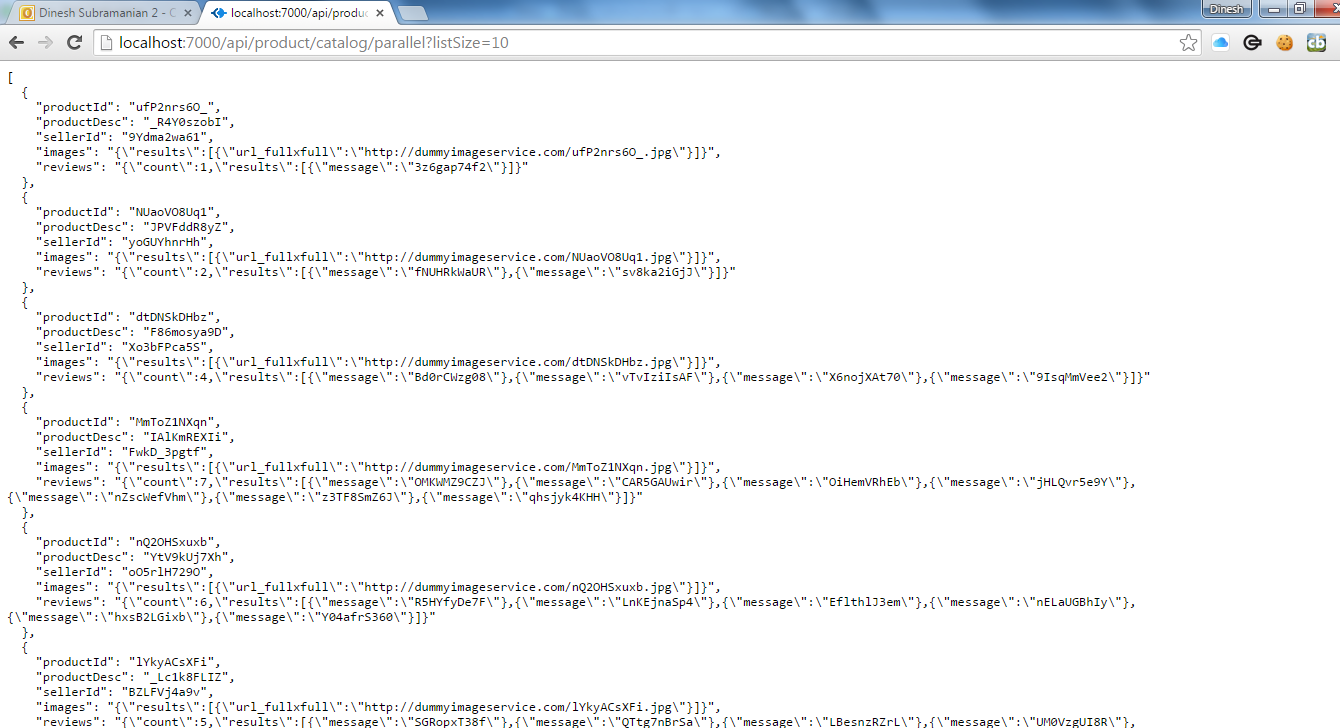 Dinesh Subramanian 2 - C
localhost:7000/api/produc
Dinesh
localhost:7000/api/product/catalog/parallel?listSize=10
cb
[
{
"productId": "ufP2nrs6O_",
"productDesc": "_R4Y0szobI",
"sellerId": "9Ydma2wa61",
"images": "{\"results\":[{\"url_fullxfull\":\"http://dummyimageservice.com/ufP2nrs6O_.jpg\"}]}",
"reviews": "{\"count\":1,\"results\":[{\"message\":\"3z6gap74f2\"}]}"
},
{
"productId": "NUaoVO8Uq1",
"productDesc": "JPVFddR8yZ",
"sellerId": "yoGUYhnrHh",
"images": "{\"results\":[{\"url_fullxfull\":\"http://dummyimageservice.com/NUaoVO8Uq1.jpg\"}]}",
"reviews": "{\"count\":2,\"results\":[{\"message\":\"fNUHRkWaUR\"},{\"message\":\"sv8ka2iGjJ\"}]}"
},
{
"productId": "dtDNSkDHbz",
"productDesc": "F86mosya9D",
"sellerId": "Xo3bFPca5S",
"images": "{\"results\":[{\"url_fullxfull\":\"http://dummyimageservice.com/dtDNSkDHbz.jpg\"}]}",
"reviews": "{\"count\":4,\"results\":[{\"message\":\"Bd0rCWzg08\"},{\"message\":\"vTvIziIsAF\"},{\"message\":\"X6nojXAt70\"},{\"message\":\"9IsqMmVee2\"}]}"
},
{
"productId": "MmToZ1NXqn",
"productDesc": "IAlKmREXIi",
"sellerId": "FwkD_3pgtf",
"images": "{\"results\":[{\"url_fullxfull\":\"http://dummyimageservice.com/MmToZ1NXqn.jpg\"}]}",
"reviews": "{\"count\":7,\"results\":[{\"message\":\"OMKWMZ9CZJ\"},{\"message\":\"CAR5GAUwir\"},{\"message\":\"OiHemVRhEb\"},{\"message\":\"jHLQvr5e9Y\"},
{\"message\":\"nZscWefVhm\"},{\"message\":\"z3TF8SmZ6J\"},{\"message\":\"qhsjyk4KHH\"}]}"
},
{
"productId": "nQ2OHSxuxb",
"productDesc": "YtV9kUj7Xh",
"sellerId": "oO5rlH729O",
"images": "{\"results\":[{\"url_fullxfull\":\"http://dummyimageservice.com/nQ2OHSxuxb.jpg\"}]}",
"reviews": "{\"count\":6,\"results\":[{\"message\":\"R5HYfyDe7F\"},{\"message\":\"LnKEjnaSp4\"},{\"message\":\"EflthlJ3em\"},{\"message\":\"nELaUGBhIy\"},
{\"message\":\"hxsB2LGixb\"},{\"message\":\"Y04afrS360\"}]}"
},
{
"productId": "lYkyACsXFi",
"productDesc": "_Lc1k8FLIZ",
"sellerId": "BZLFVj4a9v",
"images": "{\"results\":[{\"url_fullxfull\":\"http://dummyimageservice.com/lYkyACsXFi.jpg\"}]}",
"reviews": "{\"count\":5,\"results\":[{\"message\":\"SGRopxT38f\"},{\"message\":\"QTtg7nBrSa\"},{\"message\":\"LBesnzRZrL\"},{\"message\":\"UM0VzgUI8R\"},